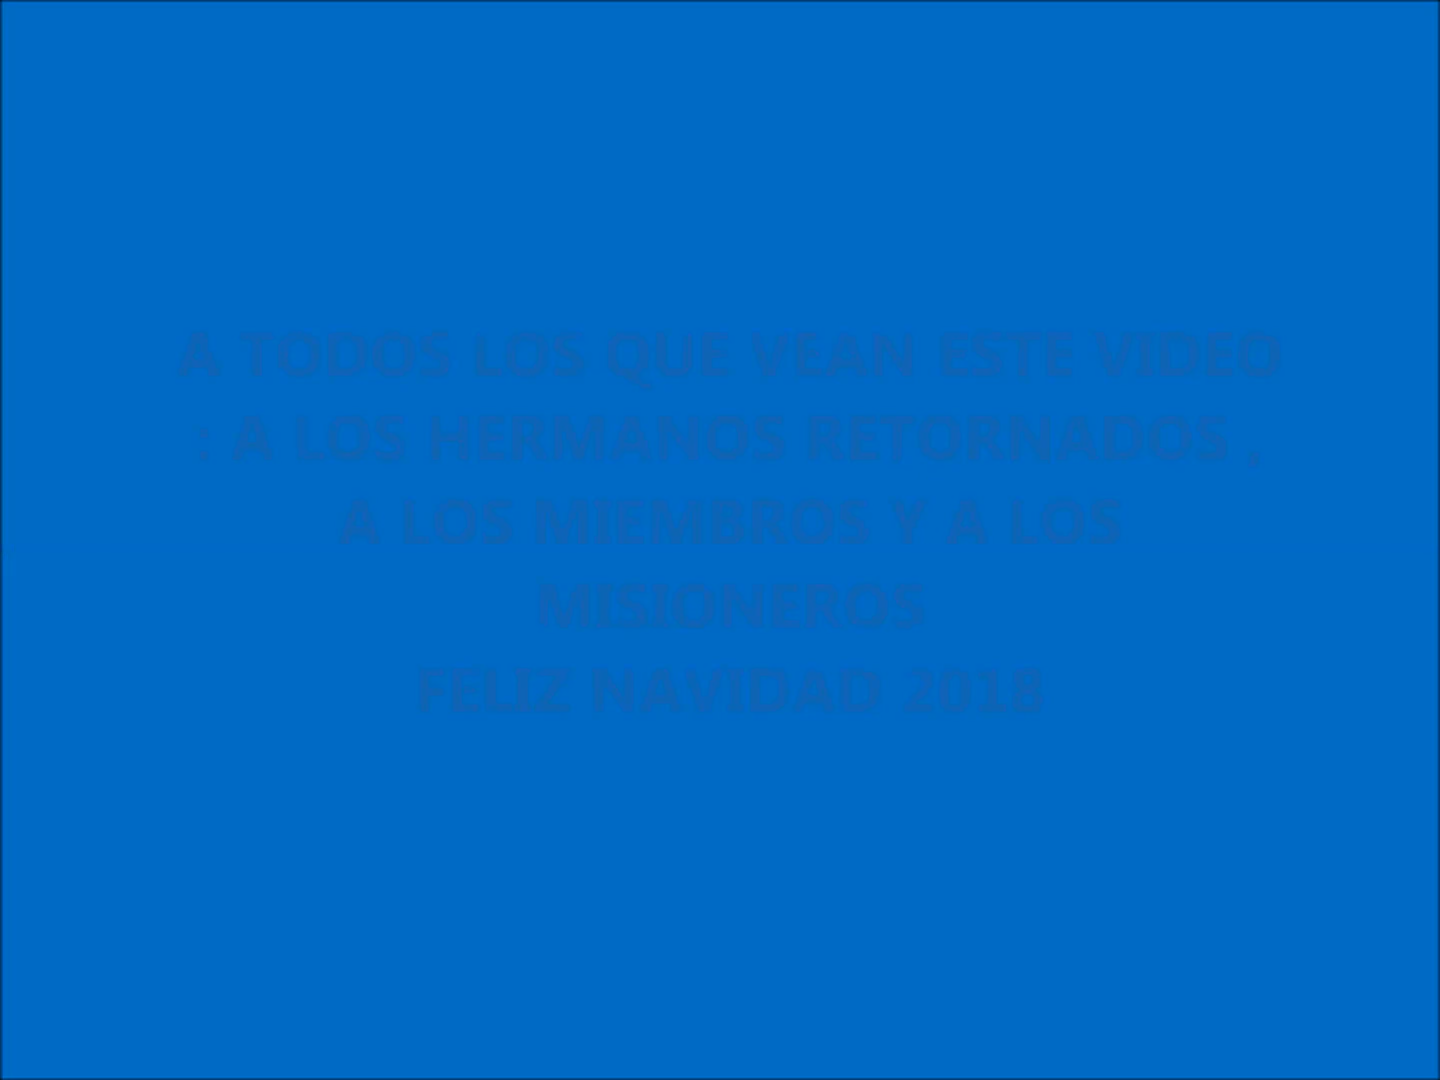 A TODOS LOS QUE VEAN ESTE VIDEO
: A LOS HERMANOS RETORNADOS ,
A LOS MIEMBROS Y A LOS
MISIONEROS
FELIZ NAVIDAD 2018